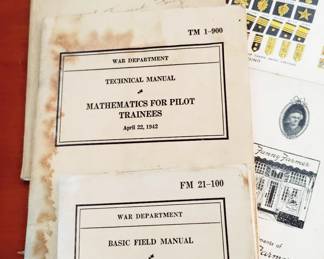 TM 1-900
WAR DEPARTMENT
TECHNICAL MANUAL
MATHEMATICS FOR PILOT
TRAINEES
April 22, 1942
FM 21-100
WAR DEPARTMENT
BASIC FIELD MANUAL
Fanny Farmer